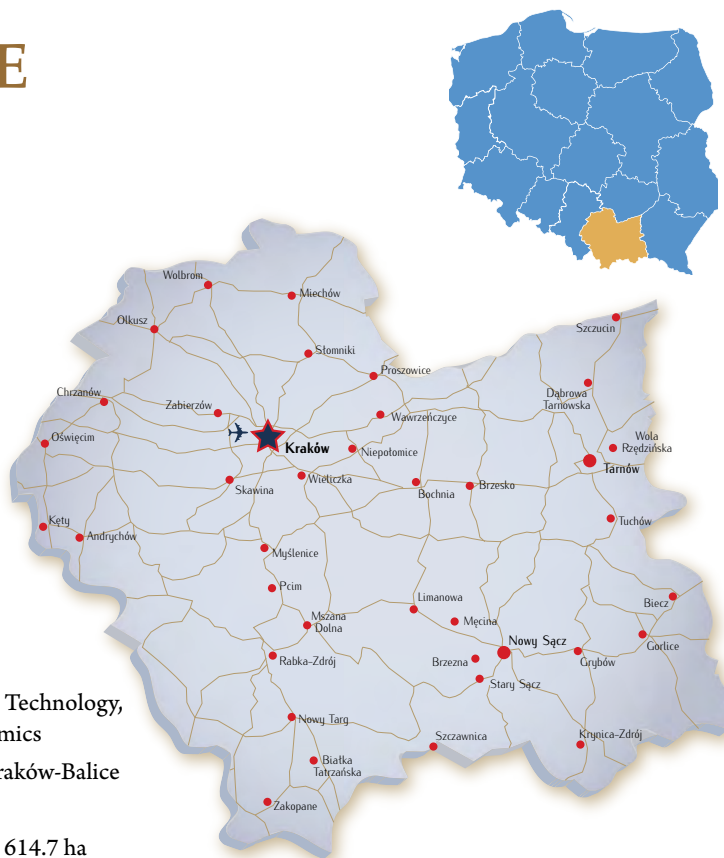 E
Wolbrom
Miechów
Olkusz
Szczucin
Słomniki
Proszowice
Chrzanów
Zabierzów
Dąbrowa
Tarnowska
Wawrzeńczyce
Oświęcim
Kraków
Niepołomice
Wola
Rzędzińska
Tarnów
Skawina
Wieliczka
Bochnia
Brzesko
Kęty
Andrychów
Tuchów
Myślenice
Pcim
Limanowa
Męcina
Biecz
Mszana
Dolna
Nowy Sącz
Gorlice
Rabka-Zdrój
Brzezna
Grybów
Stary Sącz
Nowy Targ
Szczawnica
Krynica-Zdrój
Białka
Tatrzańska
Zakopane
Technology,
mics
raków-Balice
614.7 ha